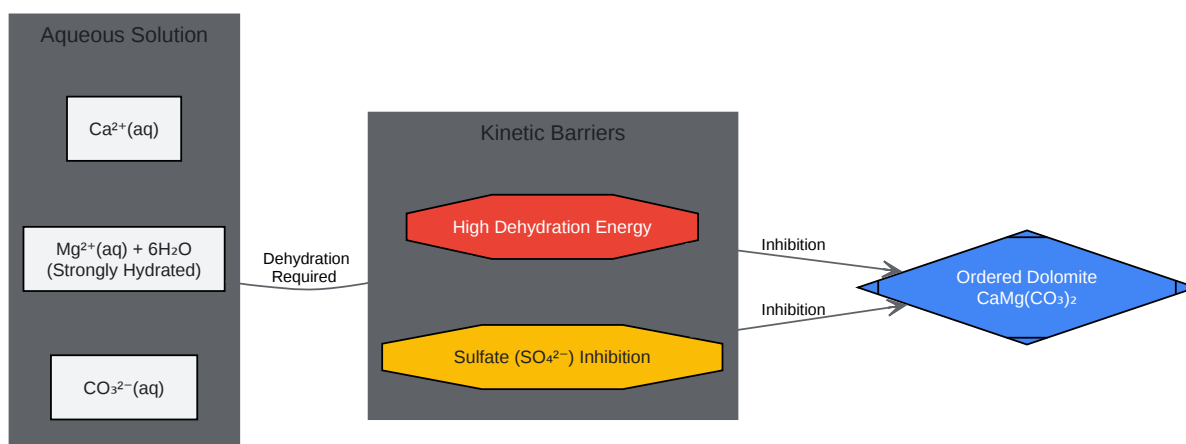 Aqueous Solution
Ca²⁺(aq)
Mg²⁺(aq) + 6H₂O
(Strongly Hydrated)
CO₃²⁻(aq)
Dehydration
Required
Kinetic Barriers
High Dehydration Energy
Sulfate (SO₄²⁻) Inhibition
Inhibition
Inhibition
Ordered Dolomite
CaMg(CO₃)₂